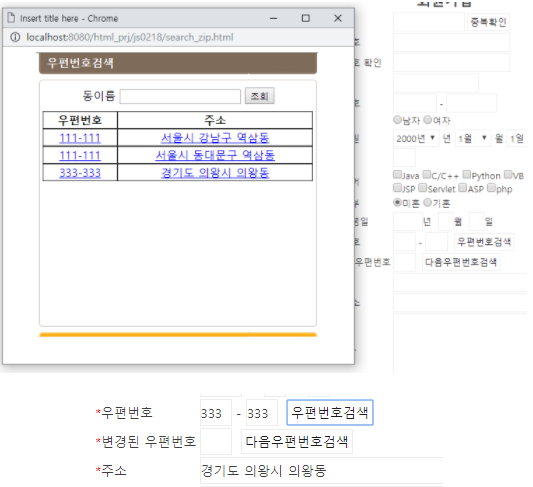 Insert title here - Chrome
localhost:8080/html_prj/js0218/search_zip.html
우편번호검색
동이름 조회
우편번호 주소
111-111 서울시 강남구 역삼동
111-111 서울시 동대문구 역삼동
333-333 경기도 의왕시 의왕동
중복확인
호
호 확인
호 -
남자 여자
월 2000년 년 1월 월 1일
Java C/C++ Python VB
JSP Servlet ASP php
미혼 기혼
년 월 일
호 - 우편번호검색
우편번호 다음우편번호검색
소
*우편번호 333 - 333 우편번호검색
*변경된 우편번호 다음우편번호검색
*주소 경기도 의왕시 의왕동